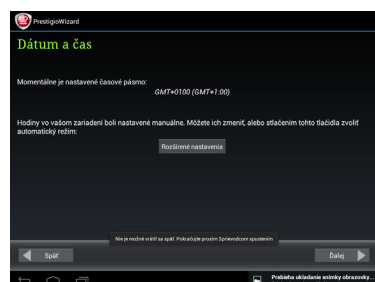 PrestigioWizard
Dátum a čas
Momentálne je nastavené časové pásmo:
GMT+0100 (GMT+1:00)
Hodiny vo vašom zariadení boli nastavené manuálne. Môžete ich zmeniť, alebo stlačením tohto tlačidla zvoliť
automatický režim:
Rozšírené nastavenia
Nie je možné vrátiť sa späť. Pokračujte prosím Sprievodcom spustením
Späť
Ďalej
Prebieha ukladanie snímky obrazovky...